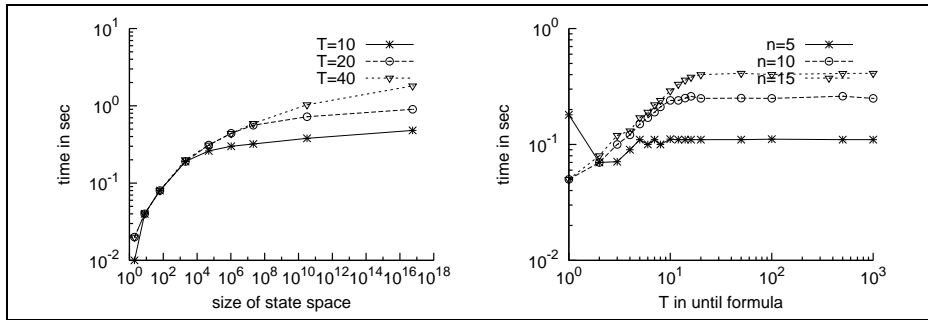 10^1
10^0
10^-1
10^-2
time in sec
T=10
T=20
T=40
10^0 10^2 10^4 10^6 10^8 10^10 10^12 10^14 10^16 10^18
size of state space
10^0
10^-1
10^-2
time in sec
n=5
n=10
n=15
10^0 10^1 10^2 10^3
T in until formula